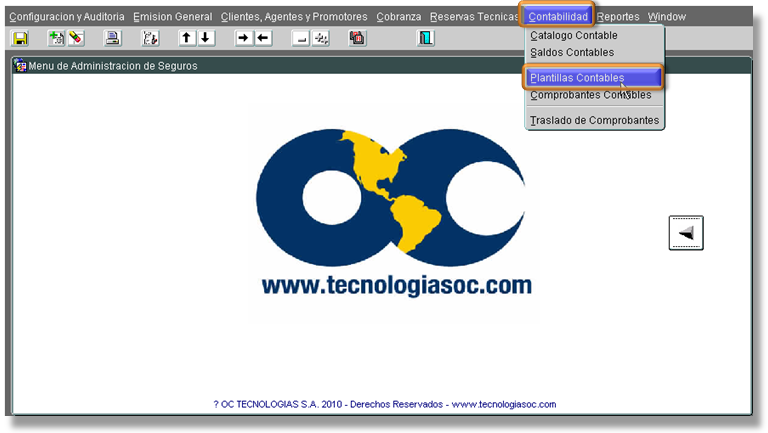 Configuracion y Auditoria Emision General Clientes, Agentes y Promotores Cobranza Reservas Tecnicas Contabilidad Reportes Window
Catalogo Contable
Saldos Contables
Plantillas Contables
Comprobantes Contables
Traslado de Comprobantes
Menu de Administracion de Seguros
www.tecnologiasoc.com
? OC TECNOLOGIAS S.A. 2010 - Derechos Reservados - www.tecnologiasoc.com